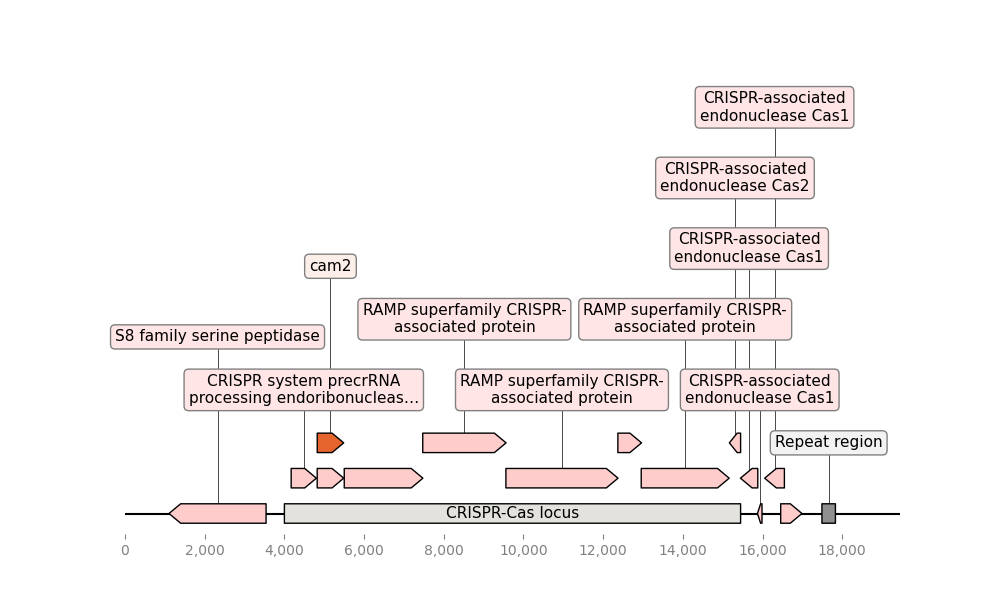 CRISPR-associated
endonuclease Cas1
CRISPR-associated
endonuclease Cas2
CRISPR-associated
endonuclease Cas1
cam2
RAMP superfamily CRISPR-
associated protein
RAMP superfamily CRISPR-
associated protein
S8 family serine peptidase
CRISPR system precrRNA
processing endoribonucleas...
RAMP superfamily CRISPR-
associated protein
CRISPR-associated
endonuclease Cas1
Repeat region
CRISPR-Cas locus
0 2,000 4,000 6,000 8,000 10,000 12,000 14,000 16,000 18,000